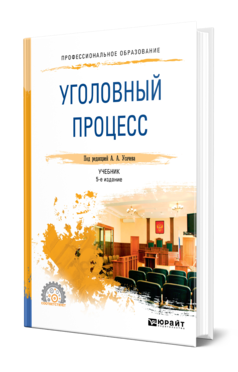 ПРОФЕССИОНАЛЬНОЕ ОБРАЗОВАНИЕ
УГОЛОВНЫЙ
ПРОЦЕСС
Под редакцией А. А. Усачева
УЧЕБНИК
5-е издание
юрайт